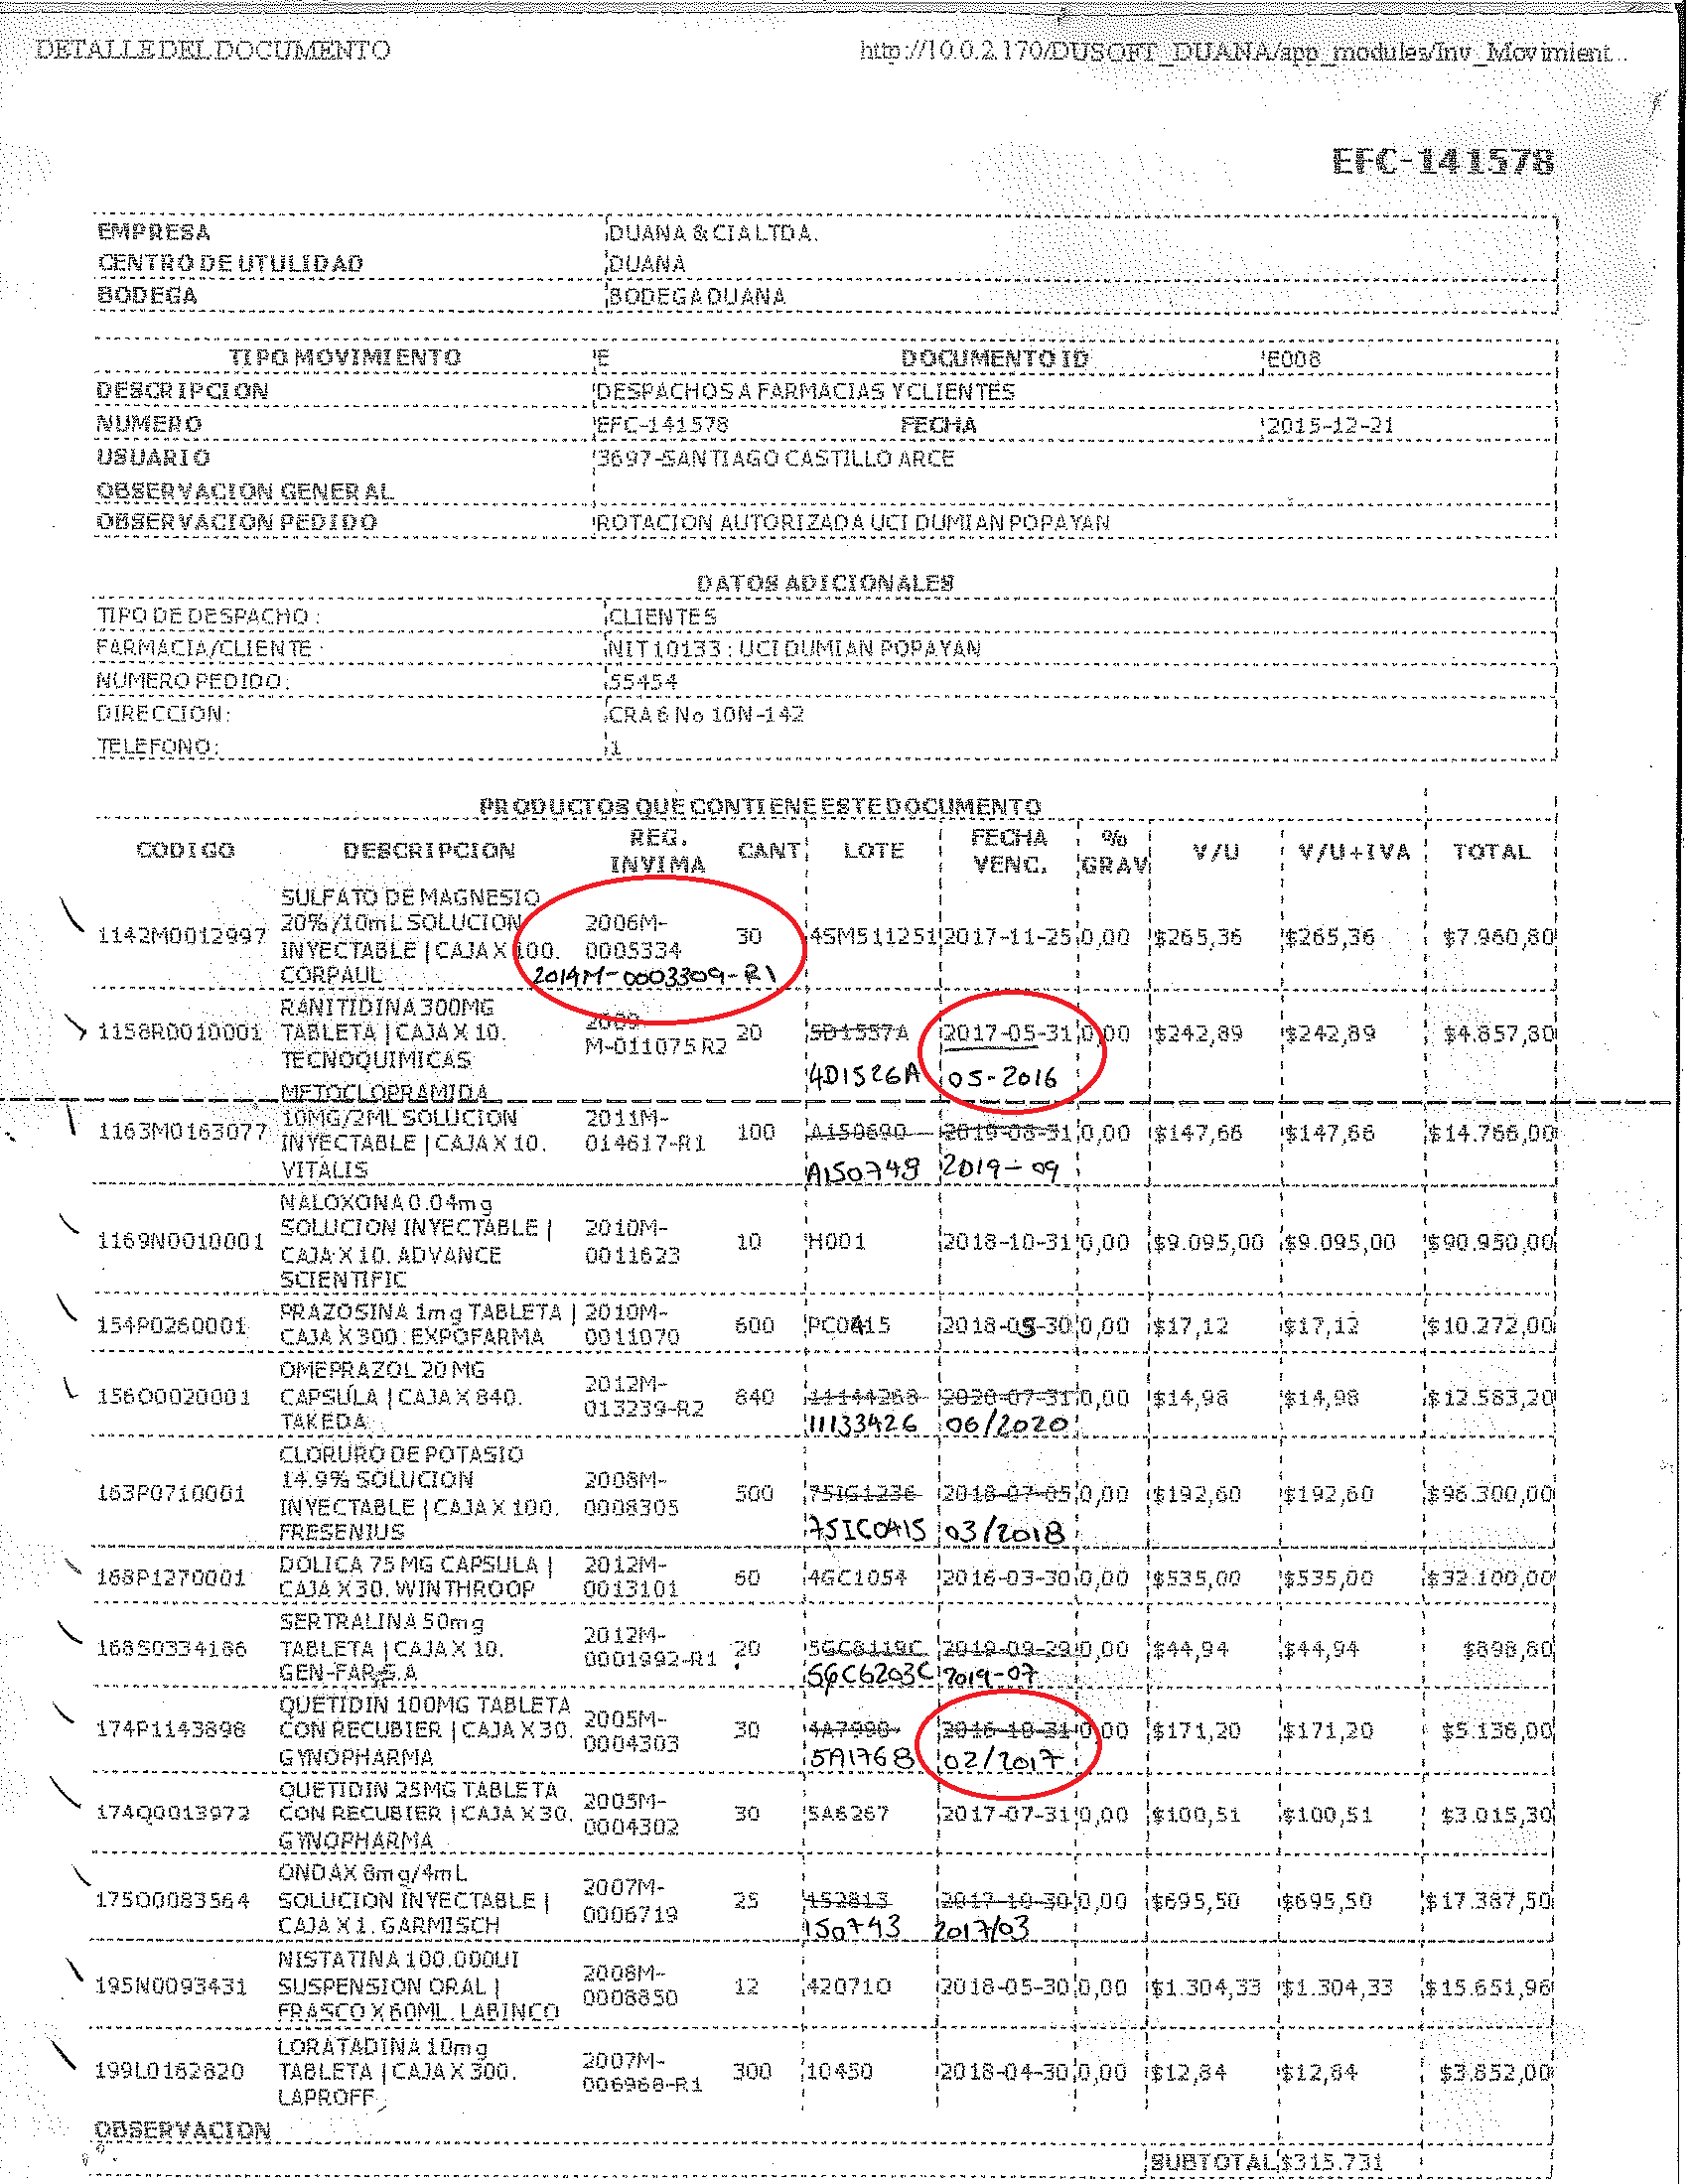 DETALLE DEL DOCUMENTO http://10.0.2.170/DUSOFT_DUANA/app_modules/Inv_Movimient...
EFC-141578
EMPRESA DUANA & CIA LTDA.
CENTRO DE UTULIDAD DUANA
BODEGA BODEGA DUANA
TIPO MOVIMIENTO E DOCUMENTO ID E008
DESCRIPCION DESPACHOS A FARMACIAS Y CLIENTES
NUMERO EFC-141578 FECHA 2015-12-21
USUARIO 3697-SANTIAGO CASTILLO ARCE
OBSERVACION GENERAL
OBSERVACION PEDIDO ROTACION AUTORIZADA UCI DUMIAN POPAYAN
DATOS ADICIONALES
TIPO DE DESPACHO : CLIENTES
FARMACIA/CLIENTE : NIT 10133 : UCI DUMIAN POPAYAN
NUMERO PEDIDO: 55454
DIRECCION: CRA 6 No 10N-142
TELEFONO: 1
PRODUCTOS QUE CONTIENE ESTE DOCUMENTO
CODIGO DESCRIPCION REG. INVIMA CANT LOTE FECHA VENC. % GRAV V/U V/U+IVA TOTAL
SULFATO DE MAGNESIO
20%/10mL SOLUCION 2006M-
1142M0012997 30 4SM511251 2017-11-25 0,00 $265,36 $265,36 $7.960,80
INYECTABLE | CAJA X 100. 0005334
CORPAUL 2014M-0003309-R1
RANITIDINA 300MG 2009-
1158R0010001 TABLETA | CAJA X 10. M-011075 R2 20 5D1557A 2017-05-31 0,00 $242,89 $242,89 $4.857,80
TECNOQUIMICAS 4D1526A 05-2016
METOCLOPRAMIDA
10MG/2ML SOLUCION 2011M-
1163M0163077 INYECTABLE | CAJA X 10. 014617-R1 100 A150690 2019-08-31 0,00 $147,66 $147,66 $14.766,00
VITALIS A150748 2019-09
NALOXONA 0.04mg
SOLUCION INYECTABLE | 2010M-
1169N0010001 10 H001 2018-10-31 0,00 $9.095,00 $9.095,00 $90.950,00
CAJA X 10. ADVANCE 0011623
SCIENTIFIC
PRAZOSINA 1mg TABLETA | 2010M-
154P0260001 CAJA X 300. EXPOFARMA 0011070 600 PC0415 2018-05-30 0,00 $17,12 $17,12 $10.272,00
OMEPRAZOL 20 MG 2012M-
156O0020001 CAPSULA | CAJA X 840. 013239-R2 840 11144268 2020-07-31 0,00 $14,98 $14,98 $12.583,20
TAKEDA 11133426 06/2020
CLORURO DE POTASIO
14.9% SOLUCION 2008M-
163P0710001 500 75IG1236 2018-07-05 0,00 $192,60 $192,60 $96.300,00
INYECTABLE | CAJA X 100. 0008305
FRESENIUS 75IC0415 03/2018
DOLICA 75 MG CAPSULA | 2012M-
168P1270001 CAJA X 30. WINTHROOP 0013101 60 4GC1054 2016-03-30 0,00 $535,00 $535,00 $32.100,00
SERTRALINA 50mg 2012M-
168S0334186 TABLETA | CAJA X 10. 0001992-R1 20 5GC8119C 2019-09-29 0,00 $44,94 $44,94 $898,80
GEN-FAR S.A 5GC6203C 2019-07
QUETIDIN 100MG TABLETA 2005M-
174P1143898 CON RECUBIER | CAJA X 30. 0004303 30 4A7990 2016-10-31 0,00 $171,20 $171,20 $5.136,00
GYNOPHARMA 5A1768 02/2017
QUETIDIN 25MG TABLETA 2005M-
174Q0013972 CON RECUBIER | CAJA X 30. 0004302 30 5A6267 2017-07-31 0,00 $100,51 $100,51 $3.015,30
GYNOPHARMA
ONDAX 8mg/4mL 2007M-
175O0083564 SOLUCION INYECTABLE | 0006719 25 152813 2017-10-30 0,00 $695,50 $695,50 $17.387,50
CAJA X 1. GARMISCH 150743 2017/03
NISTATINA 100.000UI 2008M-
195N0093431 SUSPENSION ORAL | 0008850 12 420710 2018-05-30 0,00 $1.304,33 $1.304,33 $15.651,96
FRASCO X 60ML. LABINCO
LORATADINA 10mg 2007M-
199L0162820 TABLETA | CAJA X 300. 006968-R1 300 10450 2018-04-30 0,00 $12,84 $12,84 $3.852,00
LAPROFF
OBSERVACION
SUBTOTAL $315.731